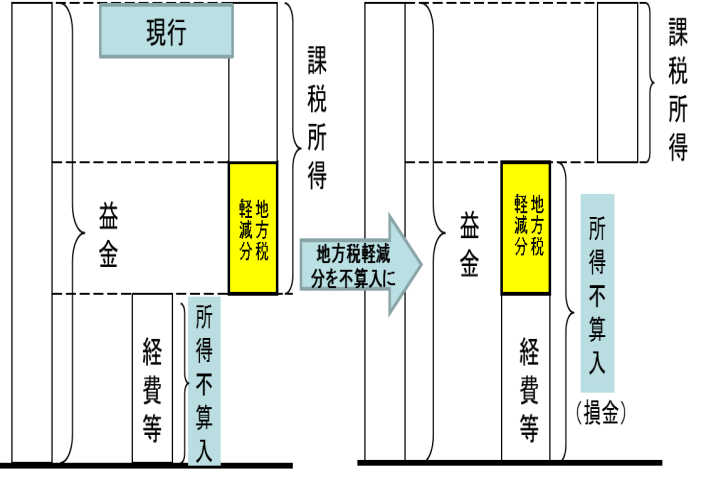 現行
課税所得
益金
地方税
軽減分
経費等
所得不算入
地方税軽減
分を不算入に
課税所得
益金
地方税
軽減分
経費等
所得不算入
(損金)